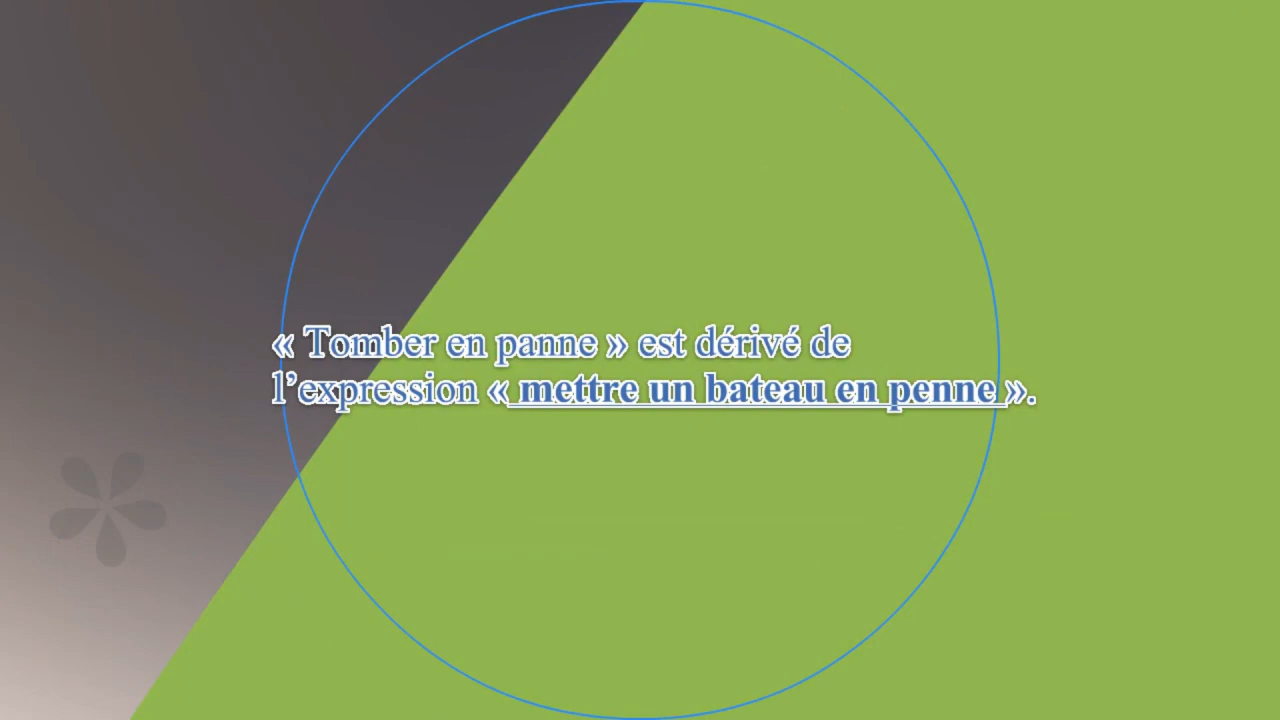 « Tomber en panne » est dérivé de
l’expression « mettre un bateau en penne ».